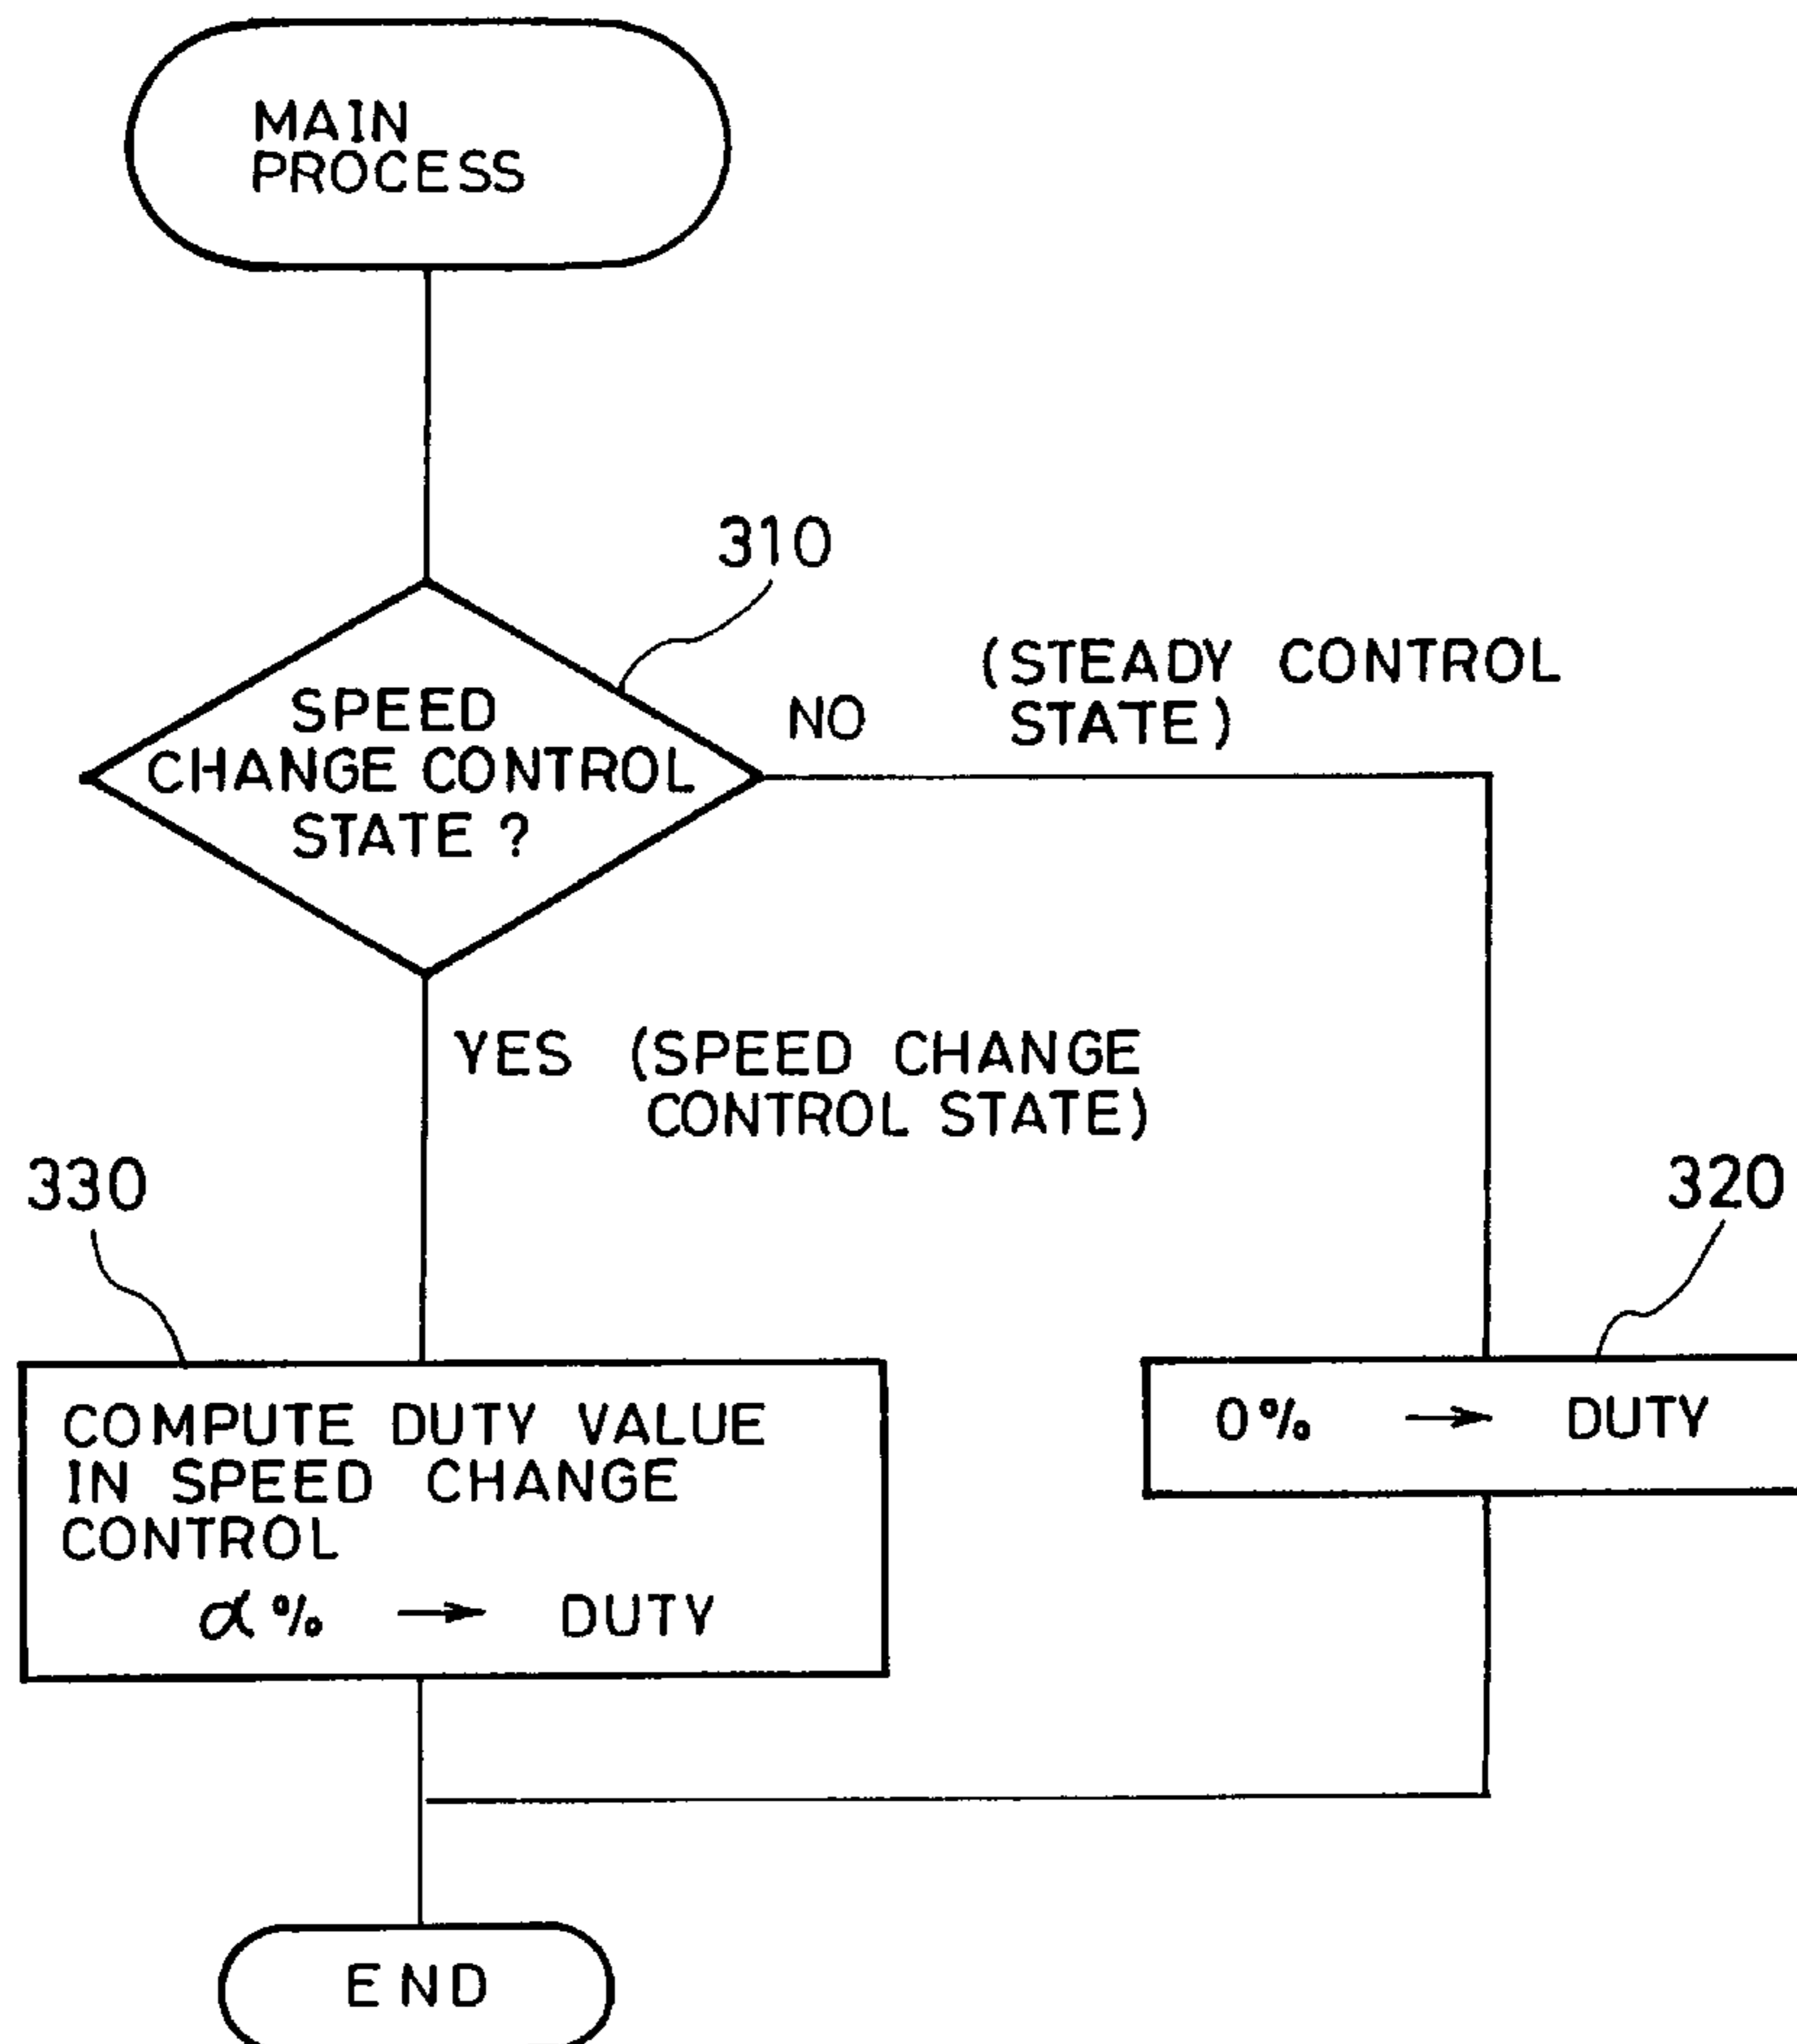 MAIN
PROCESS
310
SPEED
CHANGE CONTROL
STATE ?
NO
(STEADY CONTROL
STATE)
YES (SPEED CHANGE
CONTROL STATE)
330
COMPUTE DUTY VALUE
IN SPEED CHANGE
CONTROL
α% → DUTY
320
0% → DUTY
END